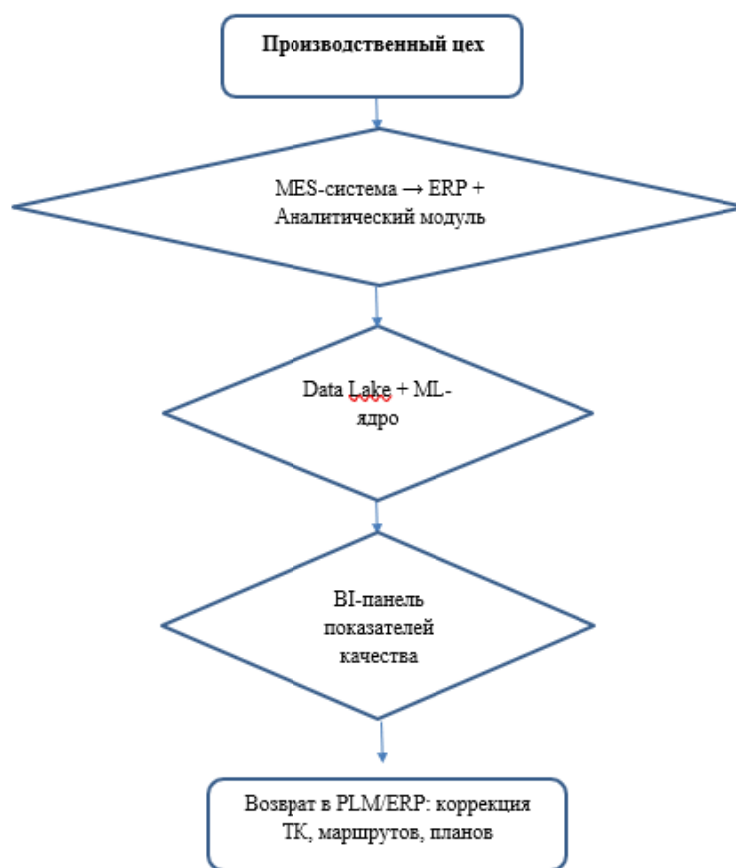 Производственный цех
MES-система → ERP +
Аналитический модуль
Data Lake + ML-
ядро
BI-панель
показателей
качества
Возврат в PLM/ERP: коррекция
ТК, маршрутов, планов